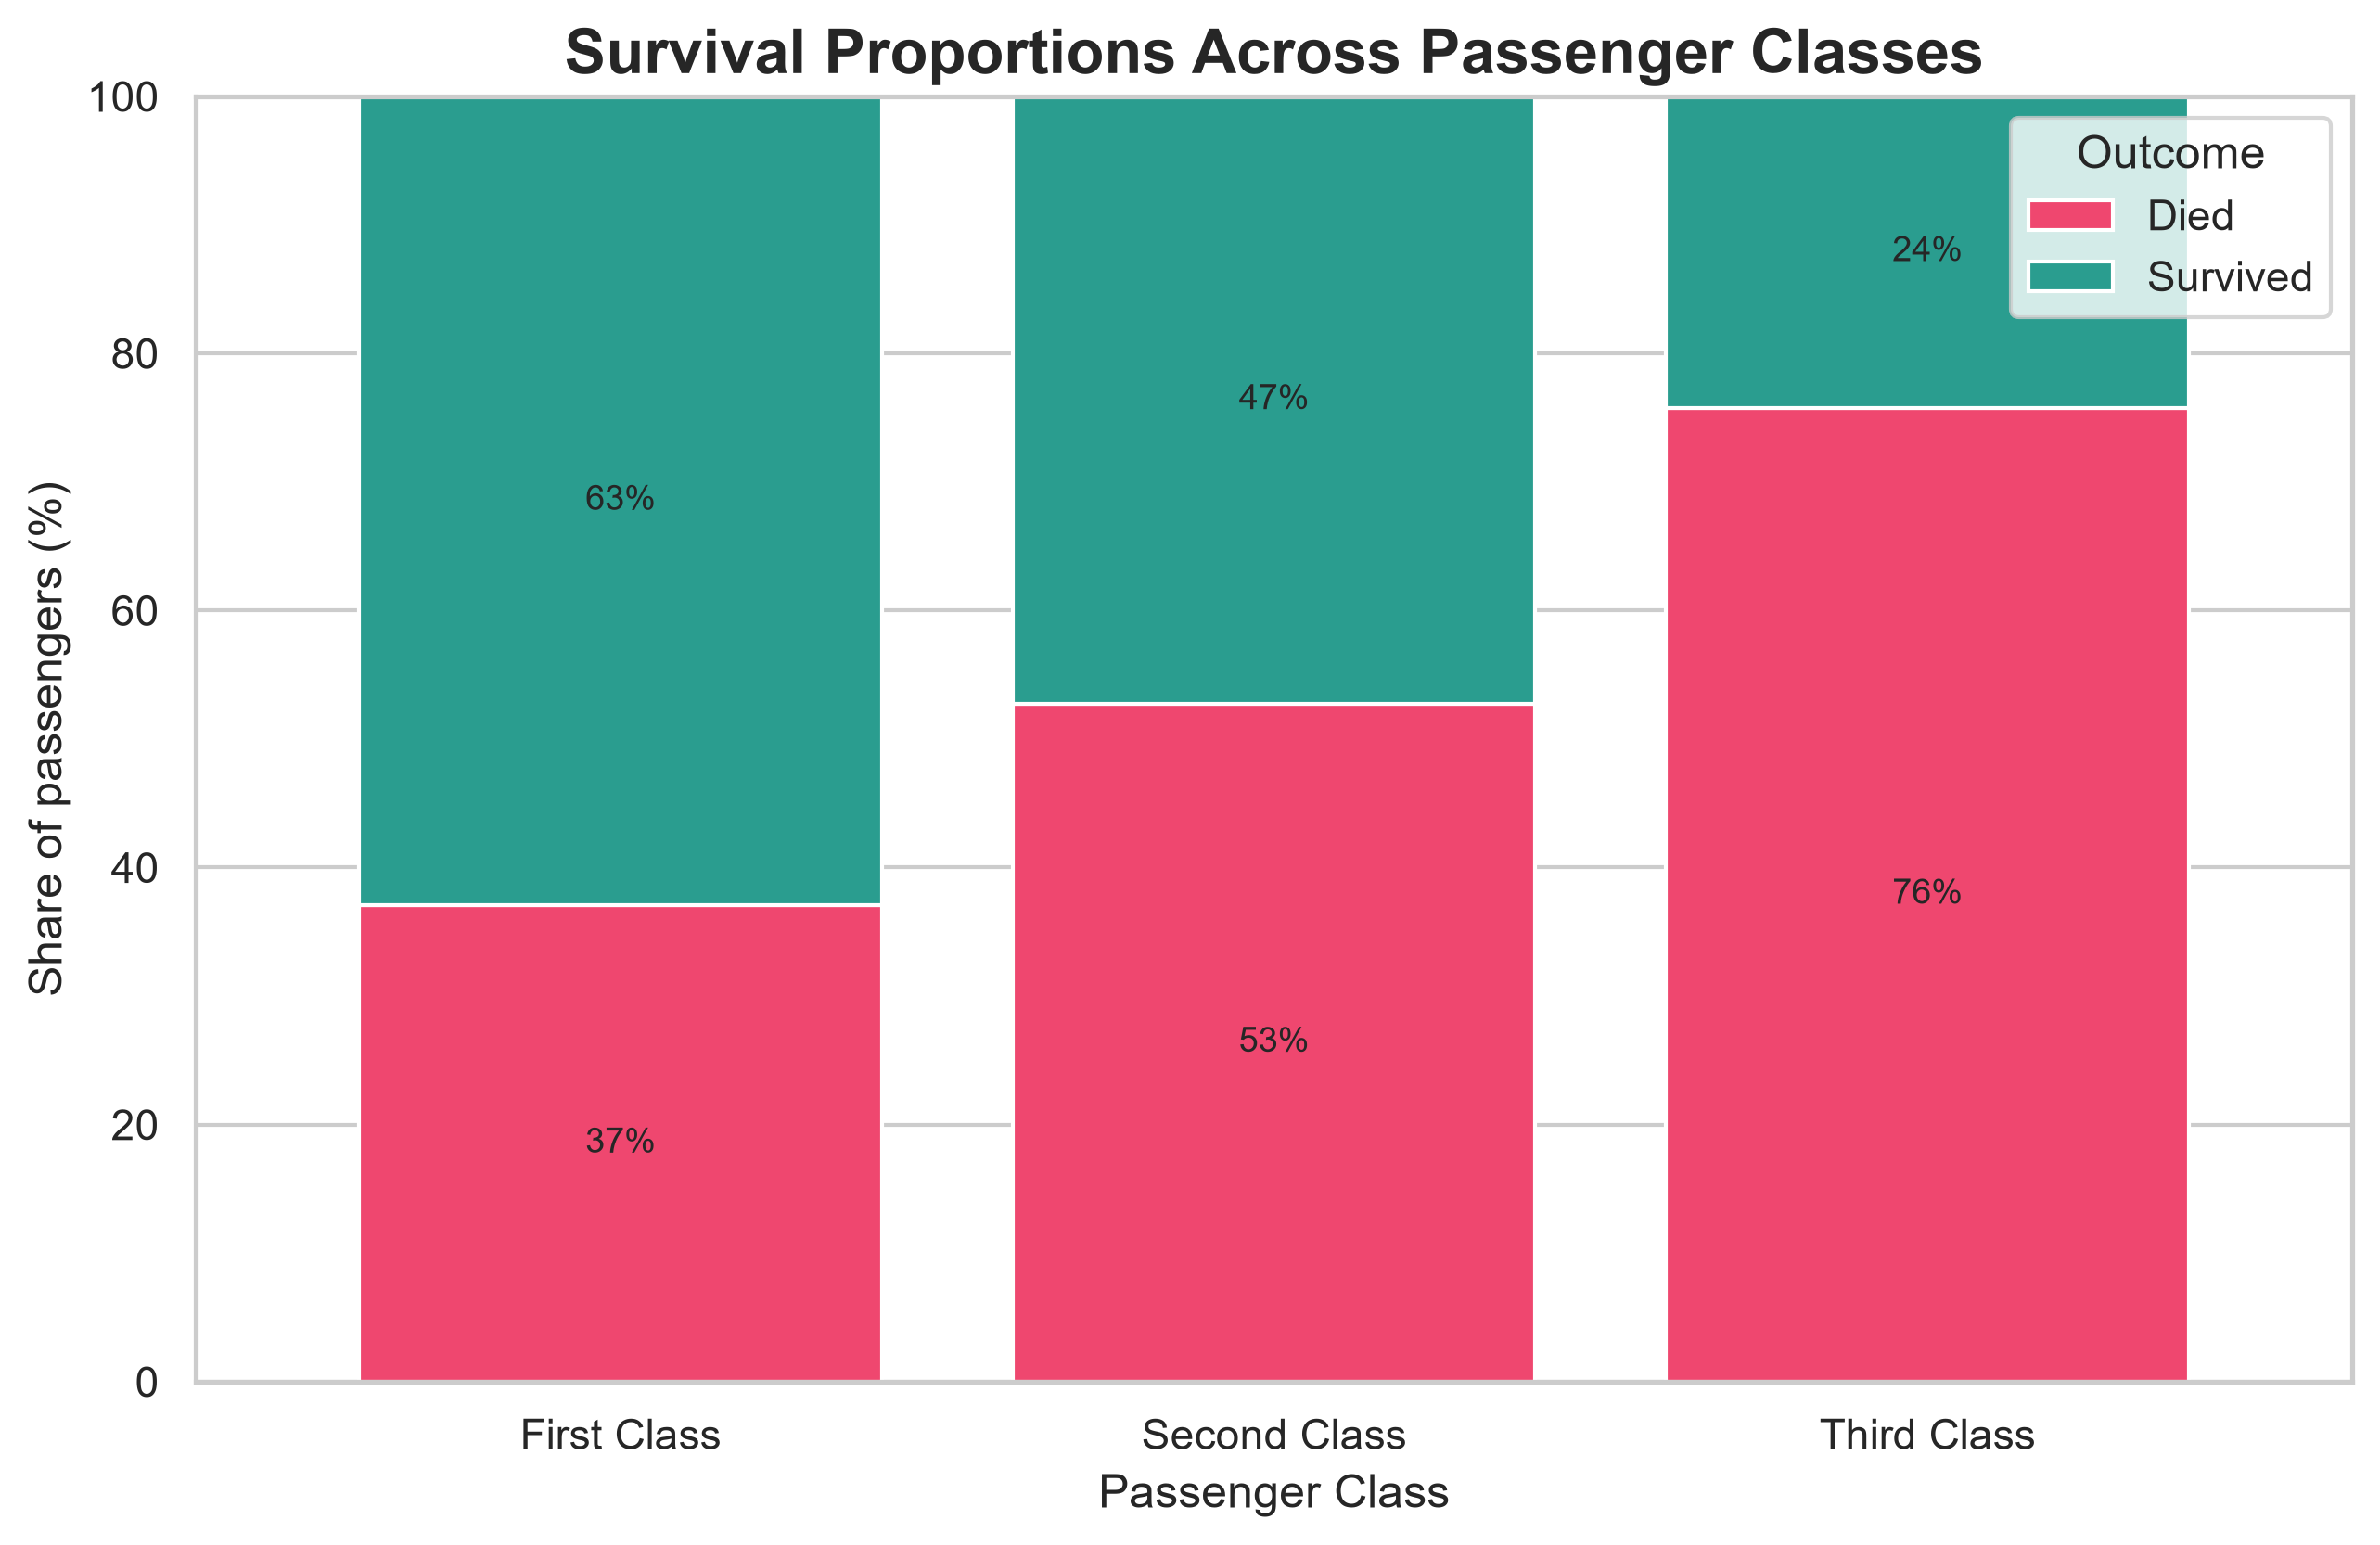 Survival Proportions Across Passenger Classes
100
80
60
40
20
0
Share of passengers (%)
63%
37%
47%
53%
24%
76%
Outcome
Died
Survived
First Class
Second Class
Third Class
Passenger Class